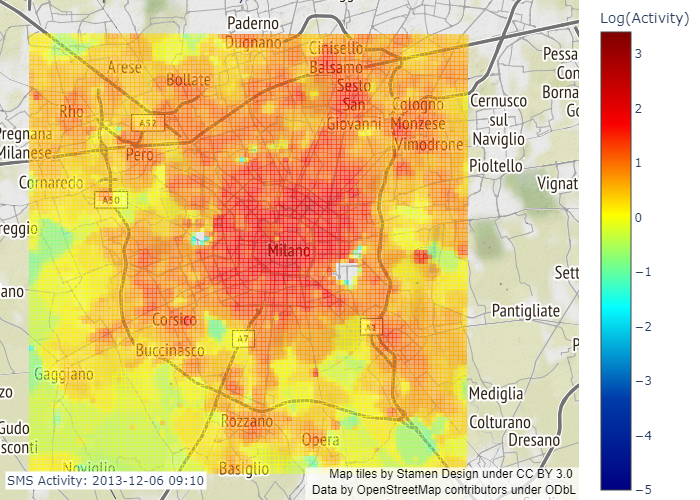 Paderno
Dugnano
Cinisello
Balsamo
Arese
Bollate
Sesto
San
Giovanni
Cologno
Monzese
Vimodrone
Rho
A52
Pero
Pregnana
Milanese
Cornaredo
A50
reggio
ano
Milano
Corsico
Buccinasco
A7
A1
Gaggiano
zo
Gudo
sconti
Rozzano
Opera
Noviglio
Basiglio
Pessa
Con
Borna
Go
Cernusco
sul
Naviglio
Pioltello
Vignat
Sett
Pantigliate
P
Mediglia
Colturano
Dresano
SMS Activity: 2013-12-06 09:10
Map tiles by Stamen Design under CC BY 3.0
Data by OpenStreetMap contributors under ODbL
Log(Activity)
3
2
1
0
−1
−2
−3
−4
−5